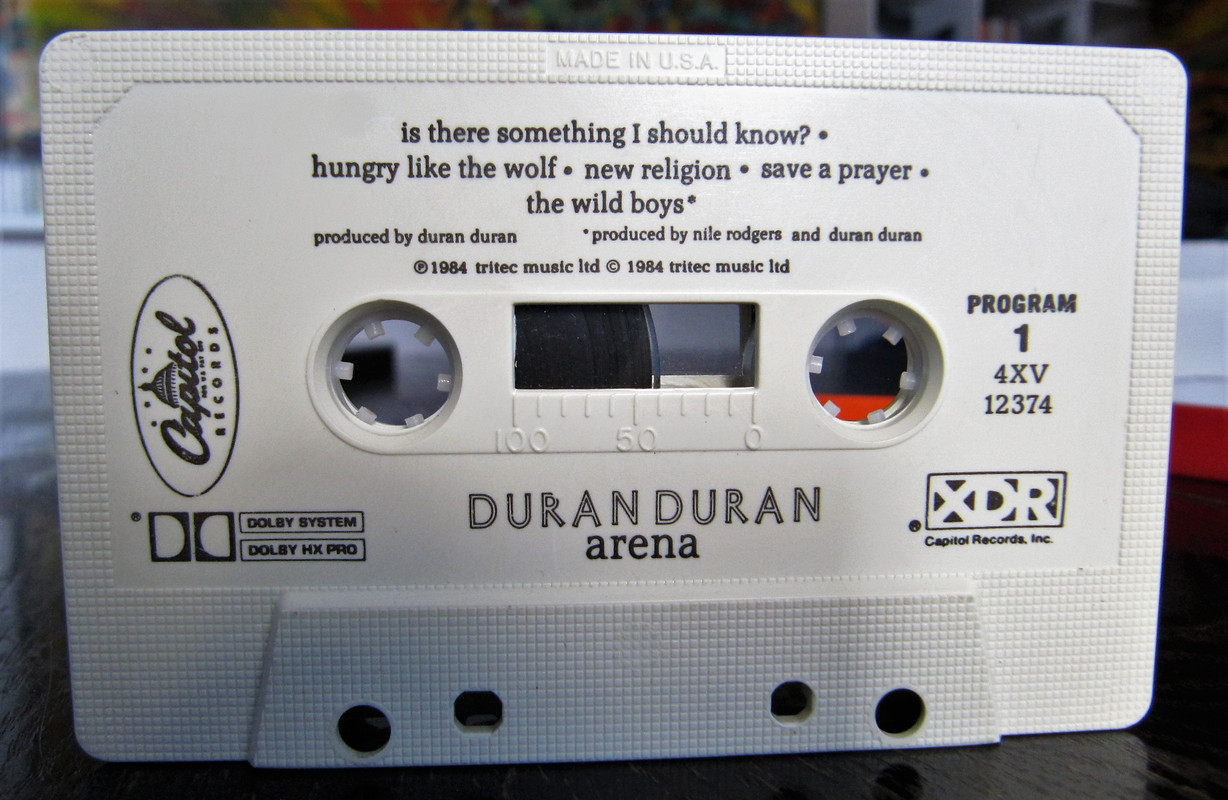 MADE IN U.S.A.
is there something I should know? •
hungry like the wolf • new religion • save a prayer •
the wild boys*
produced by duran duran *produced by nile rodgers and duran duran
℗1984 tritec music ltd © 1984 tritec music ltd
Capitol
RECORDS
PROGRAM
1
4XV
12374
100 50 0
DURAN DURAN
arena
® DOLBY SYSTEM
DOLBY HX PRO
XDR ®
Capitol Records, Inc.